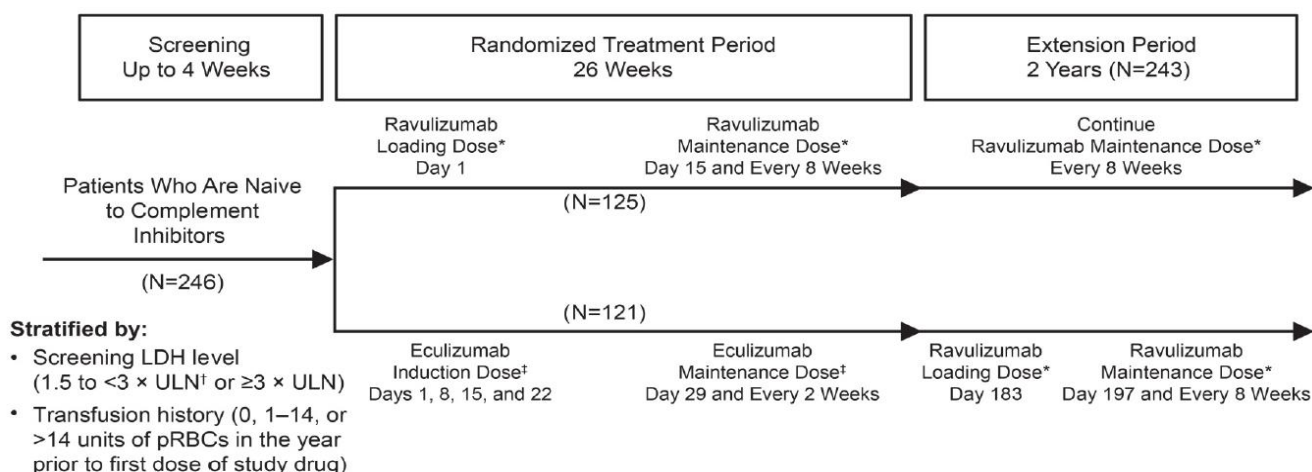 Screening
Up to 4 Weeks
Randomized Treatment Period
26 Weeks
Extension Period
2 Years (N=243)
Ravulizumab
Loading Dose*
Day 1
Ravulizumab
Maintenance Dose*
Day 15 and Every 8 Weeks
Continue
Ravulizumab Maintenance Dose*
Every 8 Weeks
Patients Who Are Naive
to Complement
Inhibitors
(N=246)
(N=125)
(N=121)
Stratified by:
• Screening LDH level
(1.5 to <3 × ULN† or ≥3 × ULN)
• Transfusion history (0, 1–14, or
>14 units of pRBCs in the year
prior to first dose of study drug)
Eculizumab
Induction Dose‡
Days 1, 8, 15, and 22
Eculizumab
Maintenance Dose‡
Day 29 and Every 2 Weeks
Ravulizumab
Loading Dose*
Day 183
Ravulizumab
Maintenance Dose*
Day 197 and Every 8 Weeks